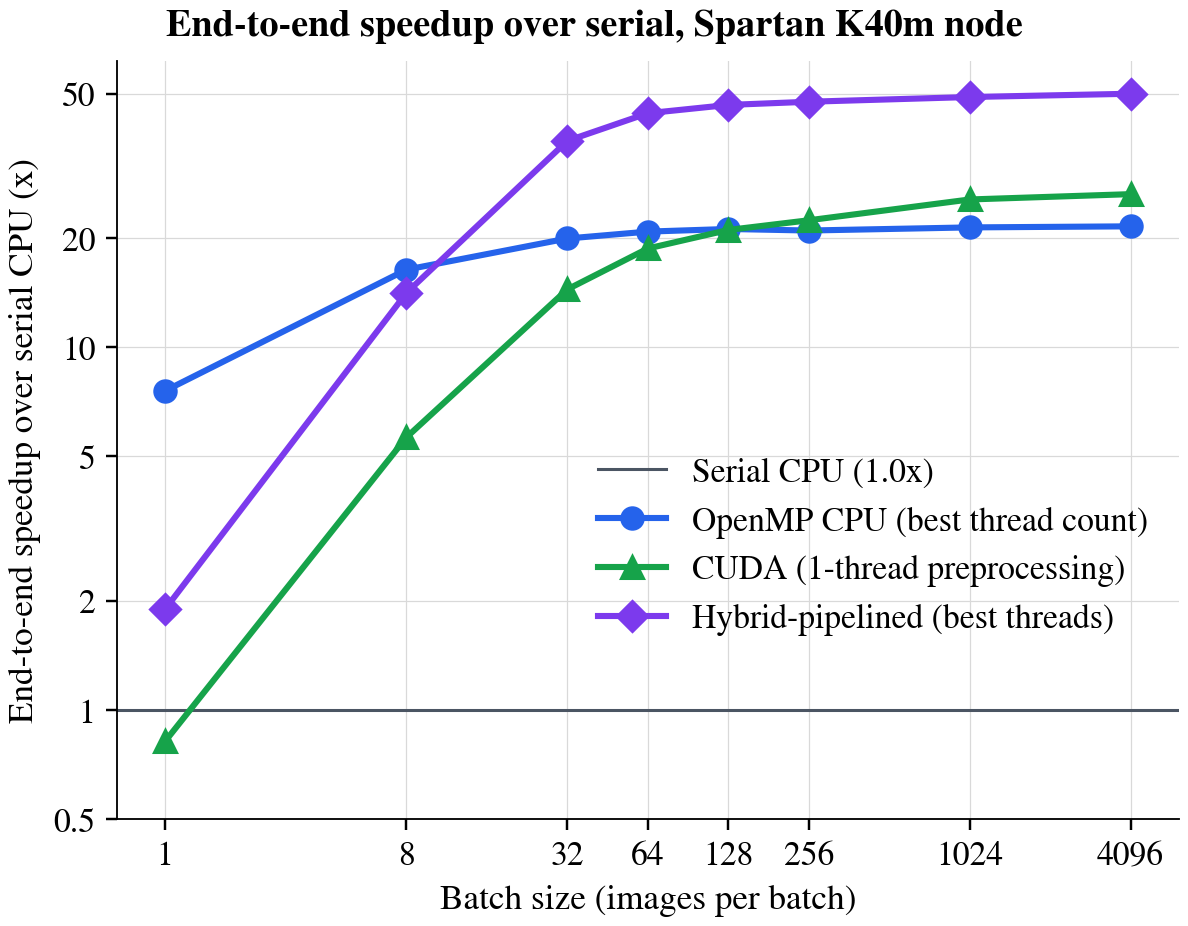 End-to-end speedup over serial, Spartan K40m node
End-to-end speedup over serial CPU (x)
50
20
10
5
2
1
0.5
Serial CPU (1.0x)
OpenMP CPU (best thread count)
CUDA (1-thread preprocessing)
Hybrid-pipelined (best threads)
1 8 32 64 128 256 1024 4096
Batch size (images per batch)